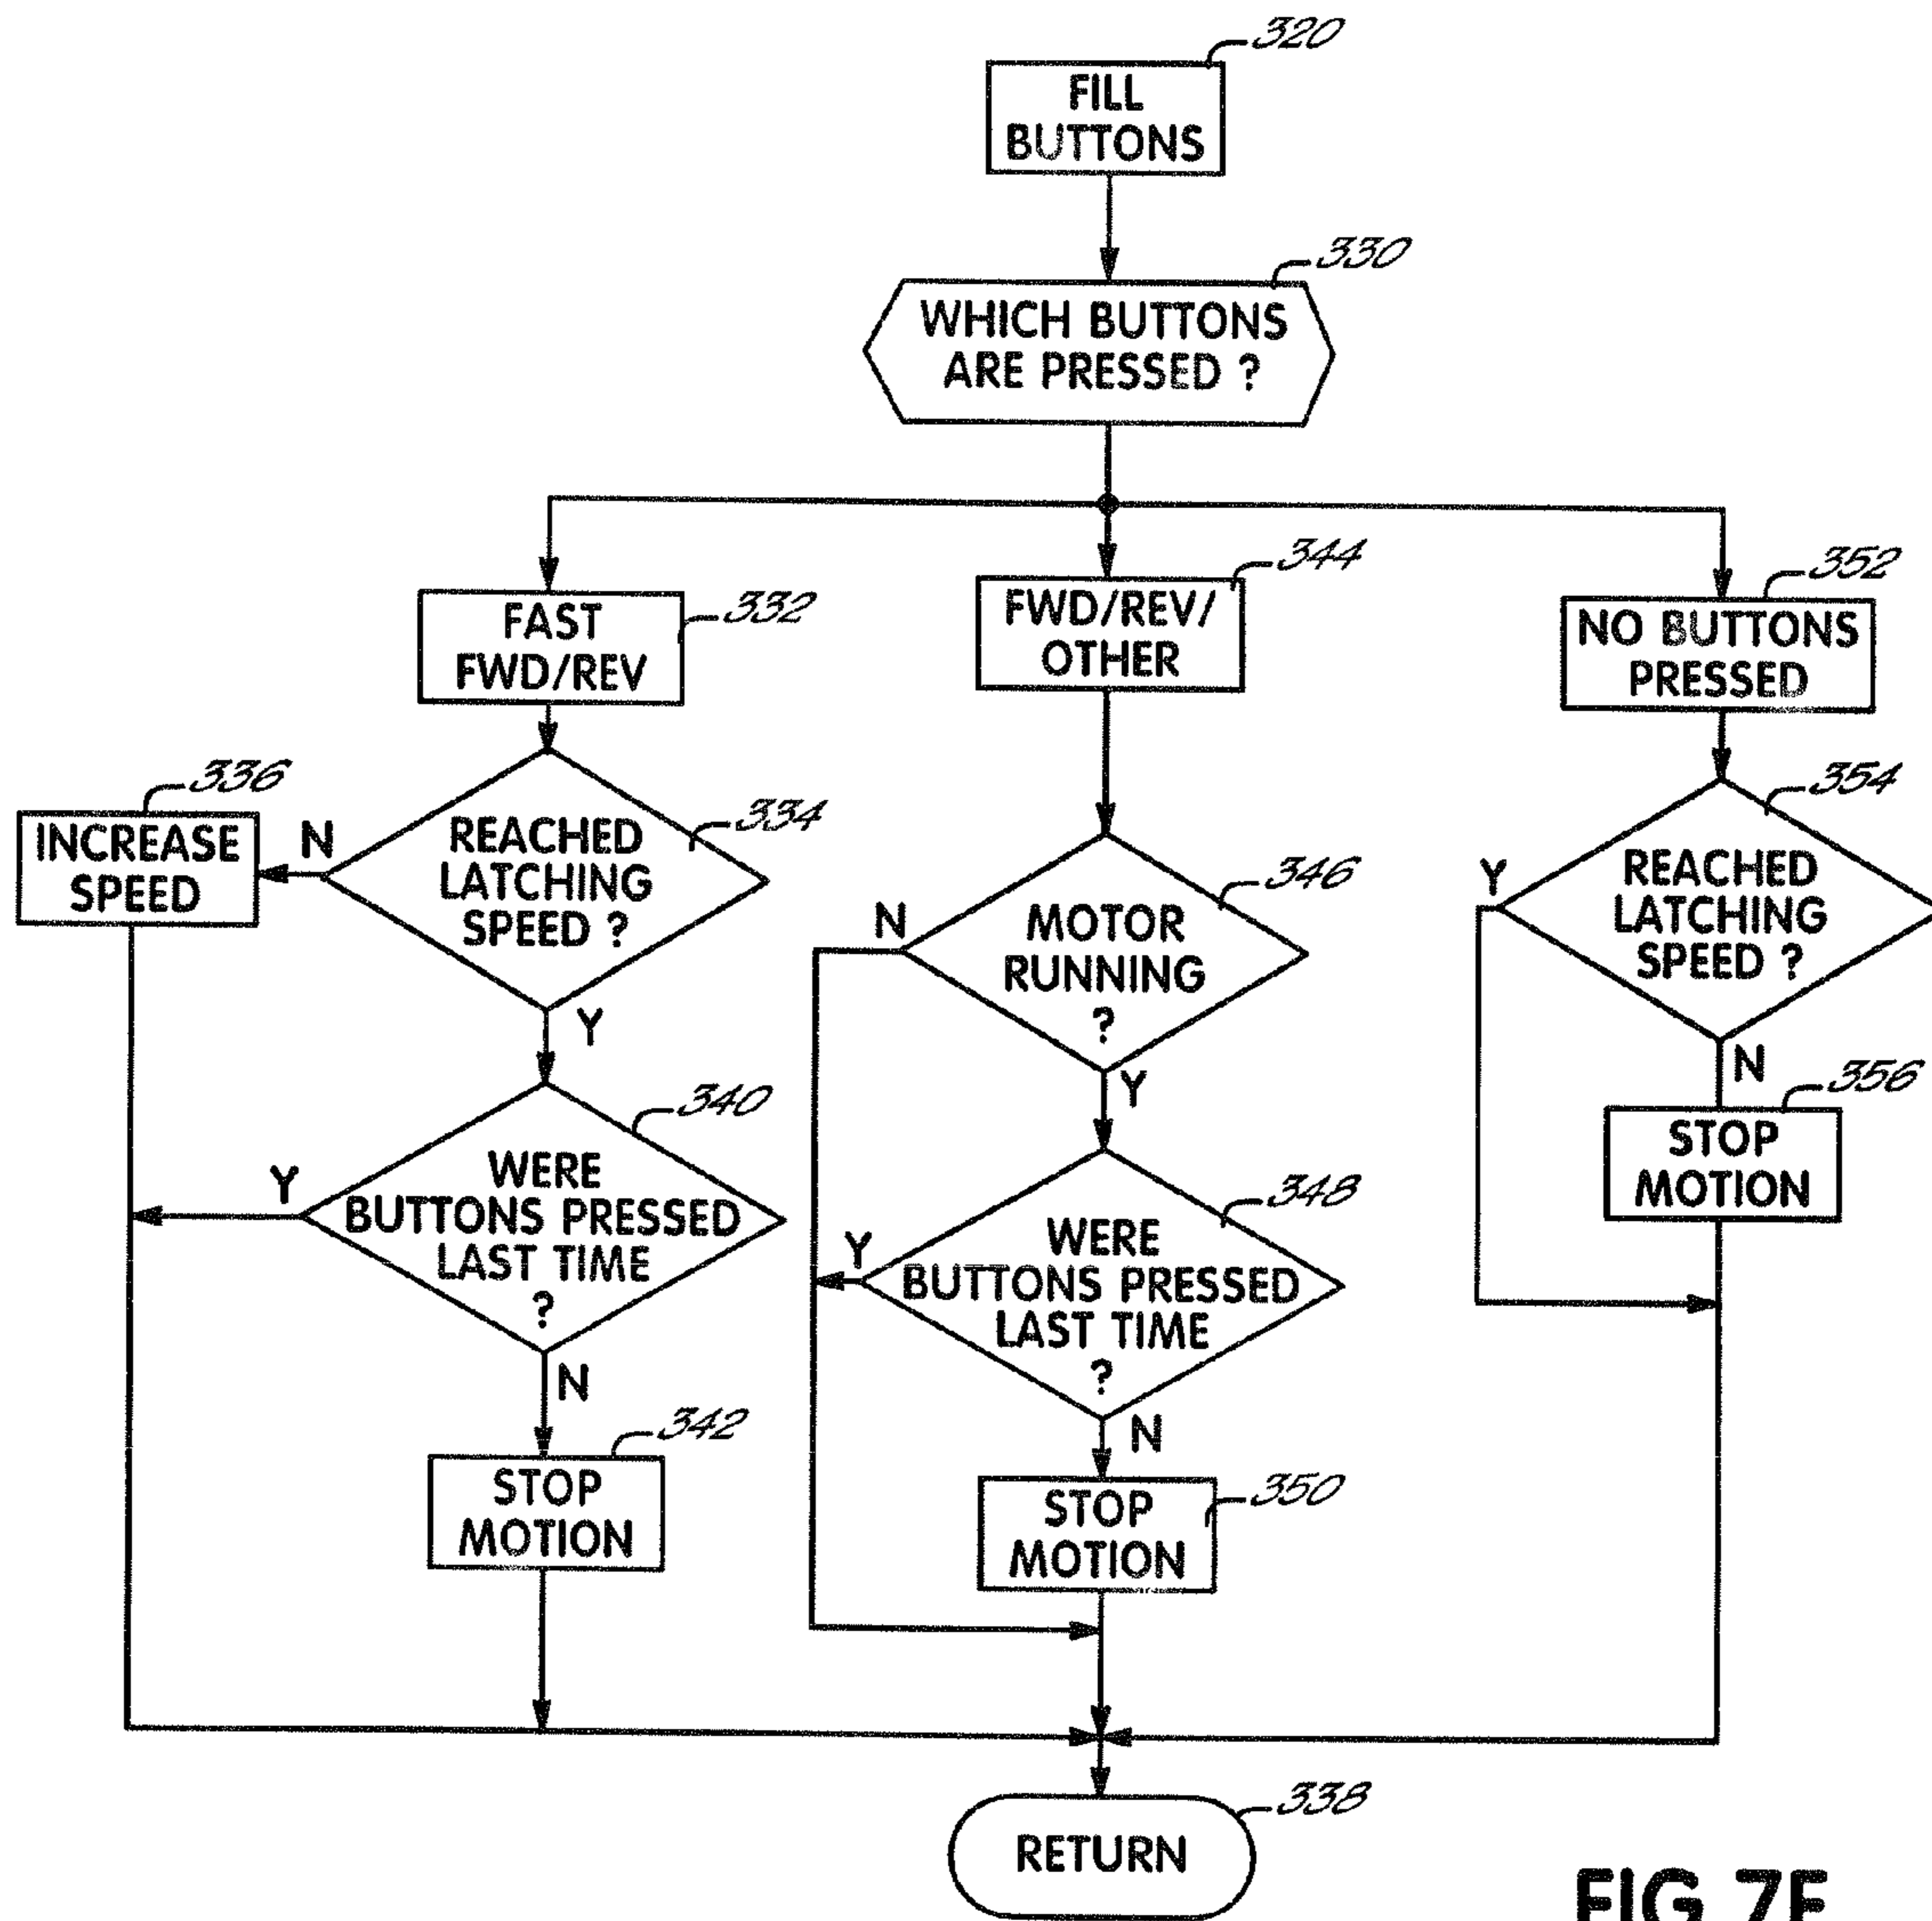 320
FILL
BUTTONS
330
WHICH BUTTONS
ARE PRESSED ?
332
FAST
FWD/REV
344
FWD/REV/
OTHER
352
NO BUTTONS
PRESSED
336
INCREASE
SPEED
N
334
REACHED
LATCHING
SPEED ?
Y
346
N
MOTOR
RUNNING
?
Y
354
Y
REACHED
LATCHING
SPEED ?
N
356
STOP
MOTION
340
Y
WERE
BUTTONS PRESSED
LAST TIME
?
N
348
Y
WERE
BUTTONS PRESSED
LAST TIME
?
N
342
STOP
MOTION
350
STOP
MOTION
338
RETURN